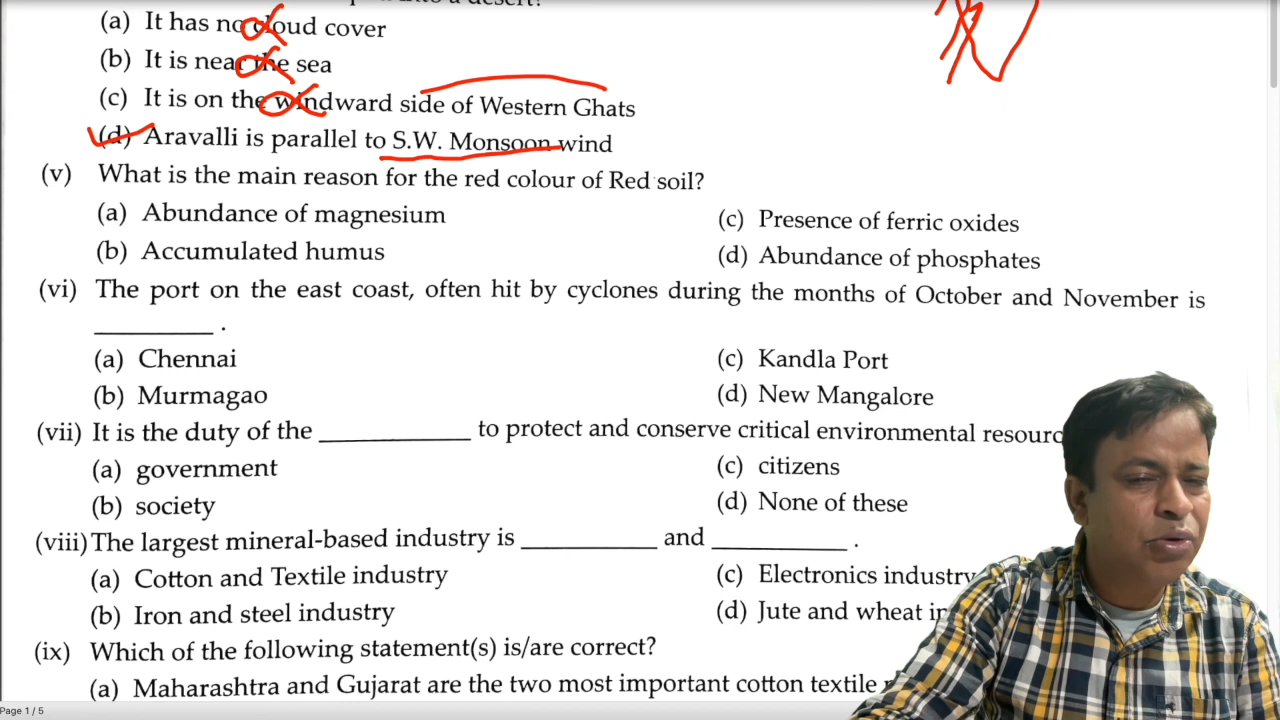 (a) It has no cloud cover
(b) It is near the sea
(c) It is on the windward side of Western Ghats
(d) Aravalli is parallel to S.W. Monsoon wind
(v) What is the main reason for the red colour of Red soil?
(a) Abundance of magnesium
(c) Presence of ferric oxides
(b) Accumulated humus
(d) Abundance of phosphates
(vi) The port on the east coast, often hit by cyclones during the months of October and November is
__________ .
(a) Chennai
(c) Kandla Port
(b) Murmagao
(d) New Mangalore
(vii) It is the duty of the ____________ to protect and conserve critical environmental
(a) government
(c) citizens
(b) society
(d) None of these
(viii) The largest mineral-based industry is ___________ and ___________ .
(a) Cotton and Textile industry
(c) Electronics industry
(b) Iron and steel industry
(d) Jute and wheat
(ix) Which of the following statement(s) is/are correct?
(a) Maharashtra and Gujarat are the two most important cotton textile
Page 1 / 5